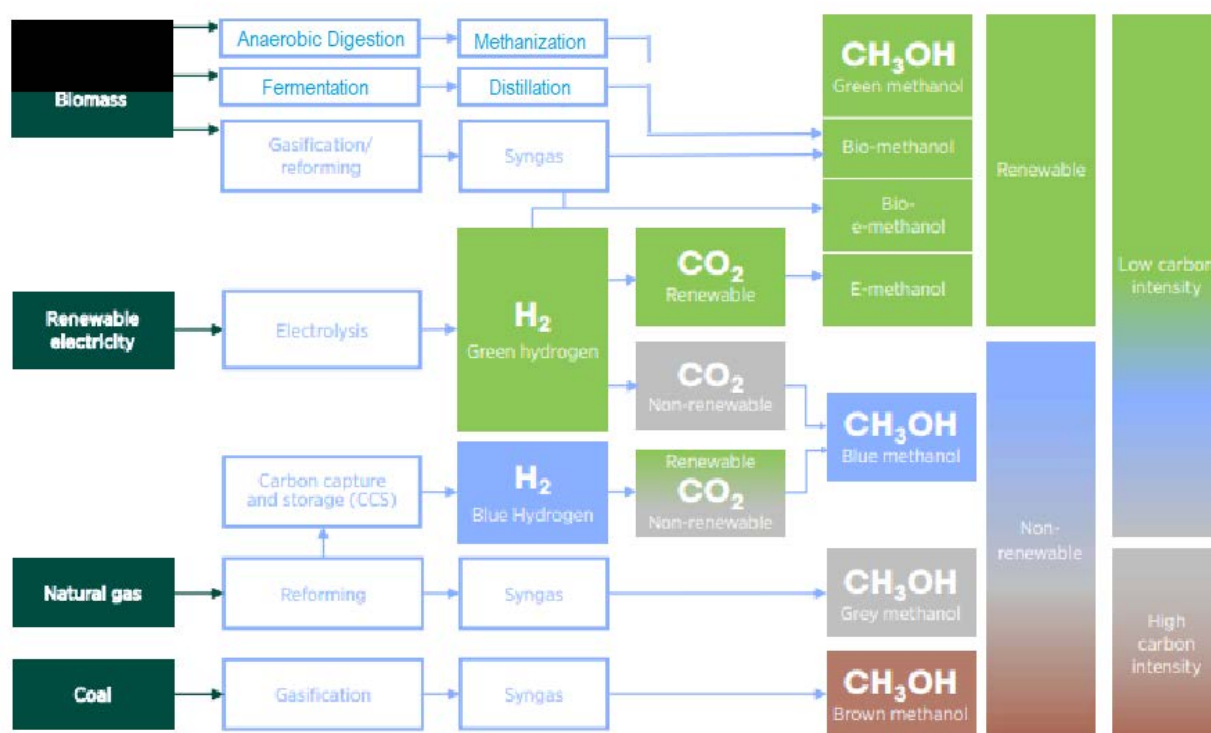 Anaerobic Digestion
Methanization
Fermentation
Distillation
Biomass
Gasification/
reforming
Syngas
CH₃OH
Green methanol
Bio-methanol
Bio-
e-methanol
E-methanol
Renewable
Low carbon
intensity
Renewable
electricity
Electrolysis
H₂
Green hydrogen
CO₂
Renewable
CO₂
Non-renewable
CH₃OH
Blue methanol
Carbon capture
and storage (CCS)
H₂
Blue Hydrogen
Renewable
CO₂
Non-renewable
Non-
renewable
Natural gas
Reforming
Syngas
CH₃OH
Grey methanol
High
carbon
intensity
Coal
Gasification
Syngas
CH₃OH
Brown methanol